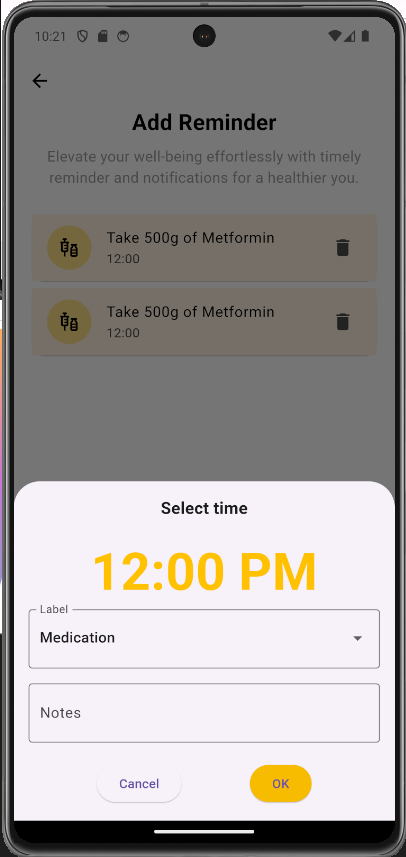 10:21
Add Reminder
Elevate your well-being effortlessly with timely
reminder and notifications for a healthier you.
Take 500g of Metformin
12:00
Take 500g of Metformin
12:00
Select time
12:00 PM
Label
Medication
Notes
Cancel
OK